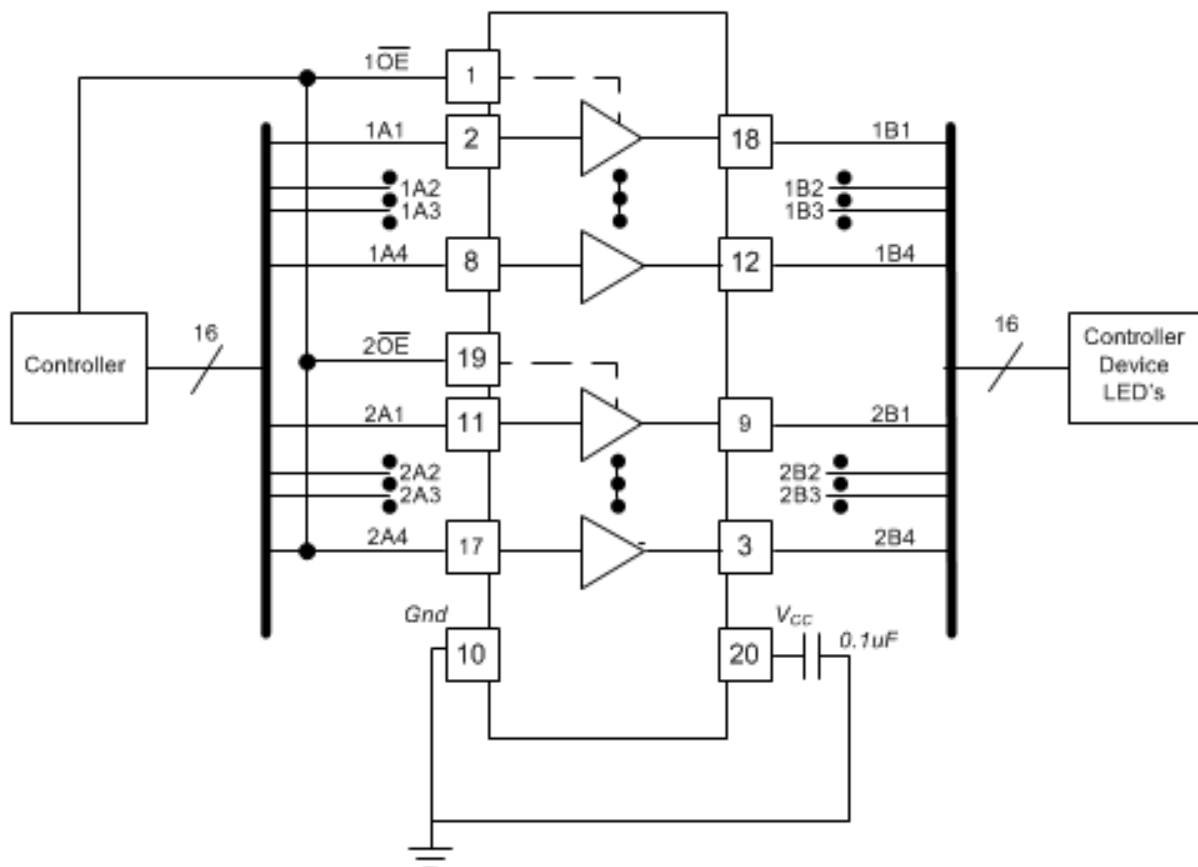 1O̅E̅ 1
1A1 2 18 1B1
1A2 1B2
1A3 1B3
1A4 8 12 1B4
2O̅E̅ 19
16 16
Controller
Controller
Device
LED's
2A1 11 9 2B1
2A2 2B2
2A3 2B3
2A4 17 3 2B4
Gnd VCC
10 20 0.1uF